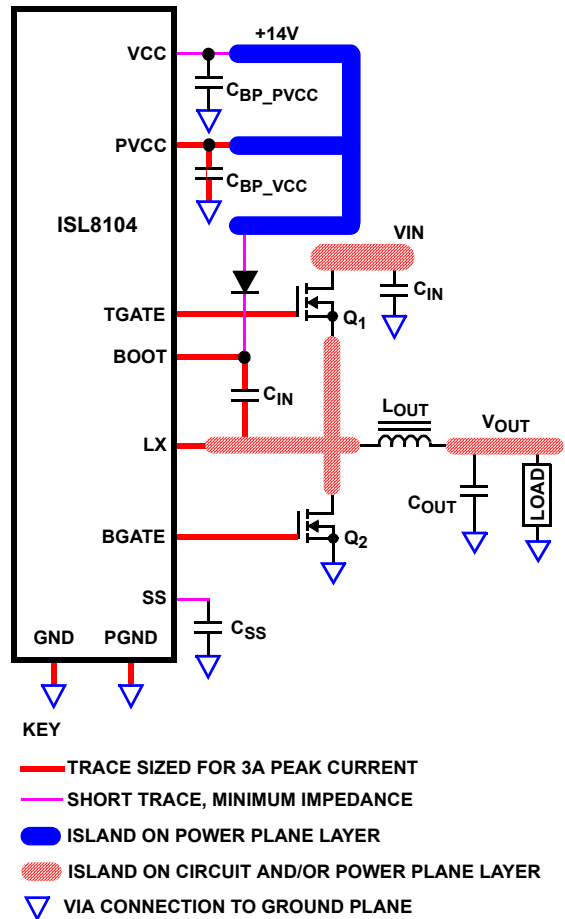 +14V
VCC
CBP_PVCC
PVCC
CBP_VCC
ISL8104
VIN
CIN
TGATE
Q1
BOOT
CIN
LOUT
VOUT
LX
COUT
LOAD
BGATE
Q2
SS
CSS
GND PGND
KEY
TRACE SIZED FOR 3A PEAK CURRENT
SHORT TRACE, MINIMUM IMPEDANCE
ISLAND ON POWER PLANE LAYER
ISLAND ON CIRCUIT AND/OR POWER PLANE LAYER
VIA CONNECTION TO GROUND PLANE